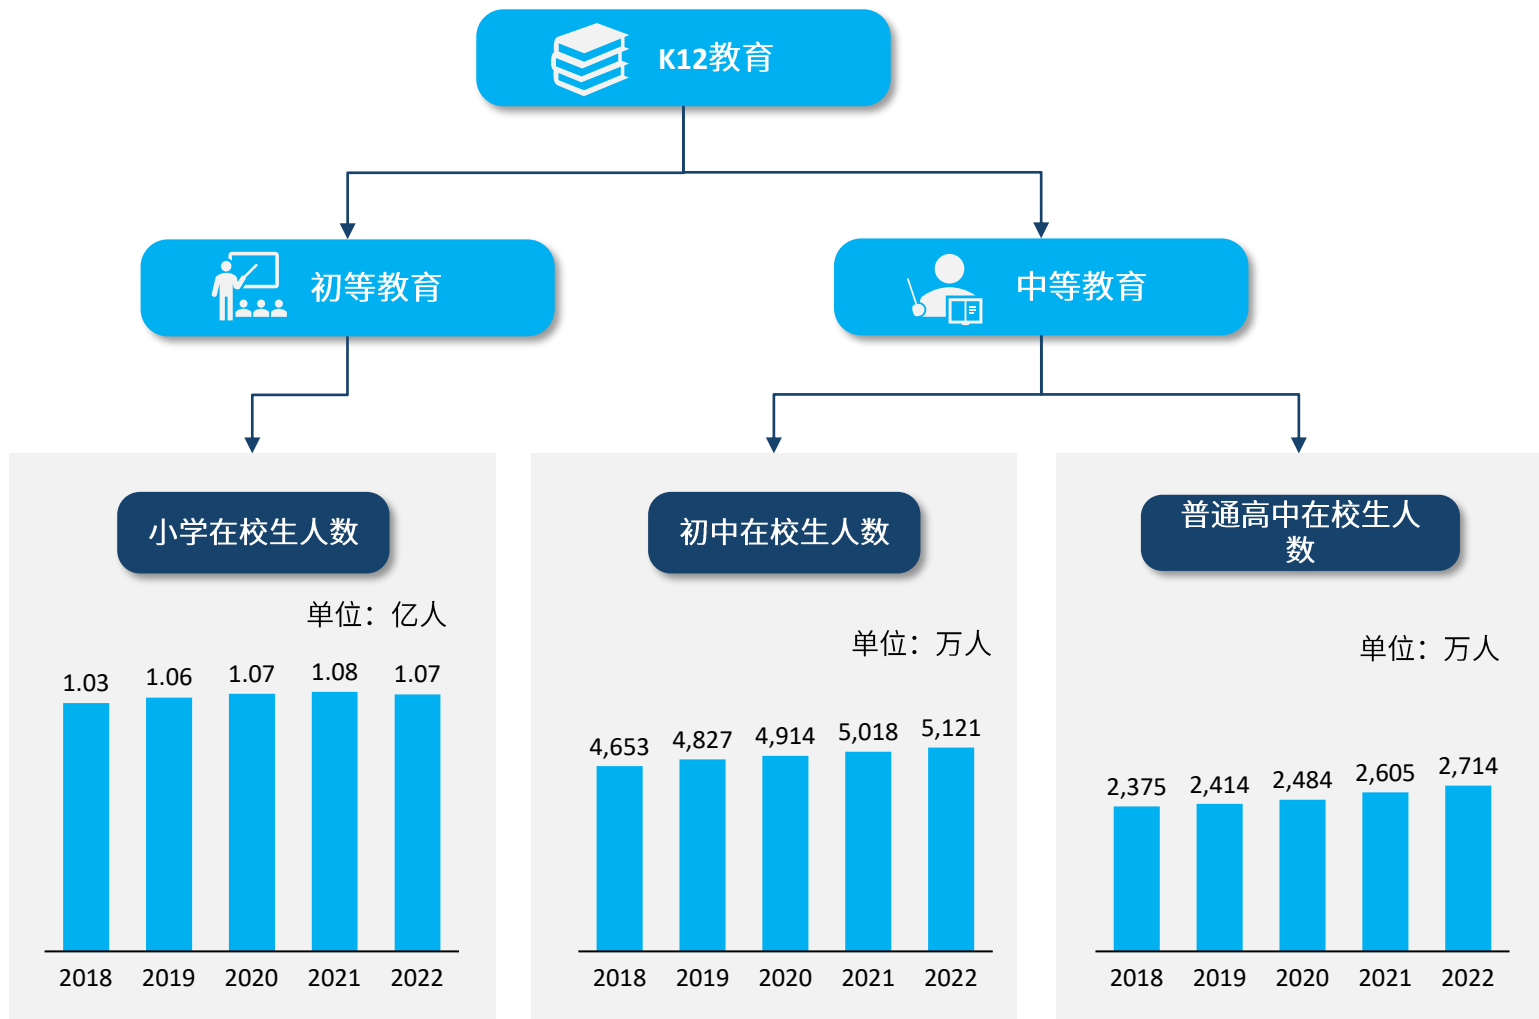 K12教育
初等教育
中等教育
小学在校生人数
单位：亿人
1.03 1.06 1.07 1.08 1.07
2018 2019 2020 2021 2022
初中在校生人数
单位：万人
4,653 4,827 4,914 5,018 5,121
2018 2019 2020 2021 2022
普通高中在校生人
数
单位：万人
2,375 2,414 2,484 2,605 2,714
2018 2019 2020 2021 2022